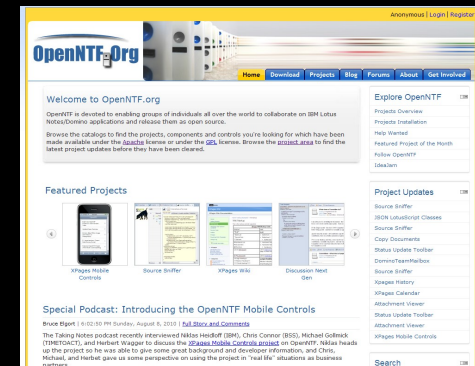 Anonymous | Login | Register
OpenNTF.Org
Home Download Projects Blog Forums About Get Involved
Welcome to OpenNTF.org
OpenNTF is devoted to enabling groups of individuals all over the world to collaborate on IBM Lotus
Notes/Domino applications and release them as open source.
Browse the catalogs to find the projects, components and controls you're looking for which have been
made available under the Apache license or under the GPL license. Browse the project area to find the
latest project updates before they have been cleared.
Featured Projects
XPages Mobile
Controls
Source Sniffer
XPages Wiki
Discussion Next
Gen
Special Podcast: Introducing the OpenNTF Mobile Controls
Bruce Elgort | 6:02:50 PM Sunday, August 8, 2010 | Full Story and Comments
The Taking Notes podcast recently interviewed Niklas Heidloff (IBM), Chris Connor (BSS), Michael Gollmick
(TIMETOACT), and Herbert Wagger to discuss the XPages Mobile Controls project on OpenNTF. Niklas heads
up the project so he was able to give some great background and developer information, and Chris,
Michael, and Herbet gave us some perspective on using the project in "real life" situations as business
partners.
Explore OpenNTF
Projects Overview
Projects Installation
Help Wanted
Featured Project of the Month
Follow OpenNTF
IdeaJam
Project Updates
Source Sniffer
JSON LotusScript Classes
Source Sniffer
Copy Documents
Status Update Toolbar
DominoTeamMailbox
Source Sniffer
Xpages History
XPages Calendar
Attachment Viewer
Status Update Toolbar
Attachment Viewer
XPages Mobile Controls
Search